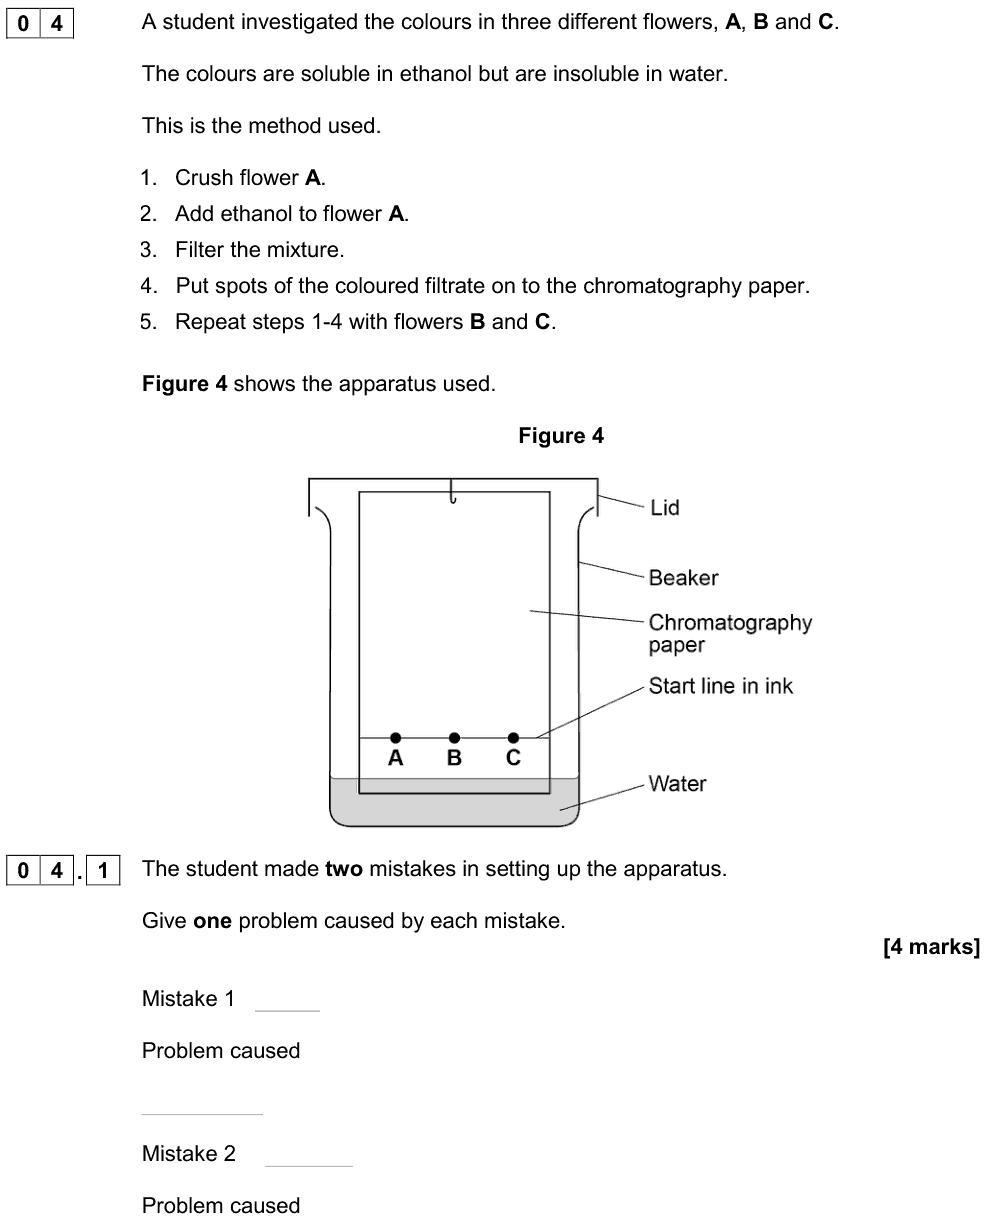 0 4 A student investigated the colours in three different flowers, A, B and C.
The colours are soluble in ethanol but are insoluble in water.
This is the method used.
1. Crush flower A.
2. Add ethanol to flower A.
3. Filter the mixture.
4. Put spots of the coloured filtrate on to the chromatography paper.
5. Repeat steps 1-4 with flowers B and C.
Figure 4 shows the apparatus used.
Figure 4
Lid
Beaker
Chromatography
paper
Start line in ink
A B C
Water
0 4 . 1 The student made two mistakes in setting up the apparatus.
Give one problem caused by each mistake.
[4 marks]
Mistake 1
Problem caused
Mistake 2
Problem caused